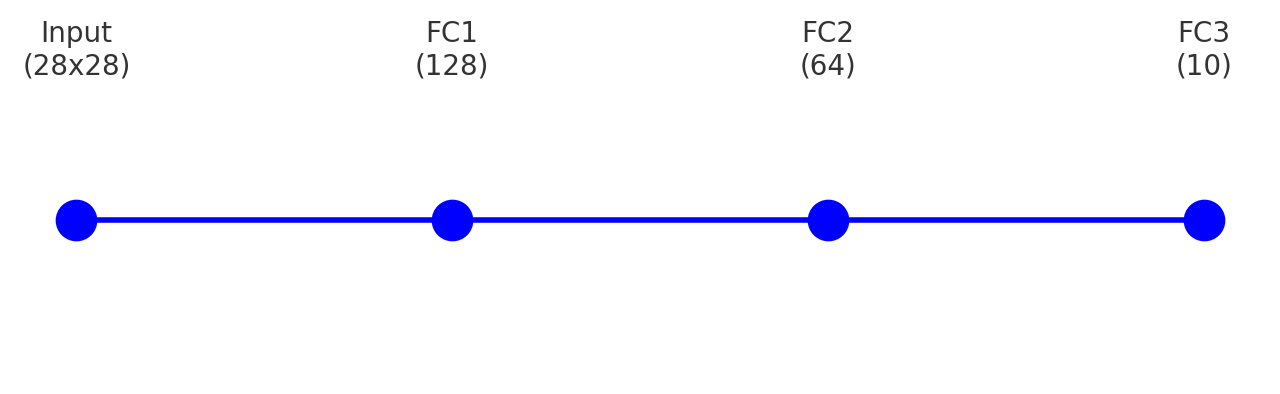 Input
(28x28)
FC1
(128)
FC2
(64)
FC3
(10)